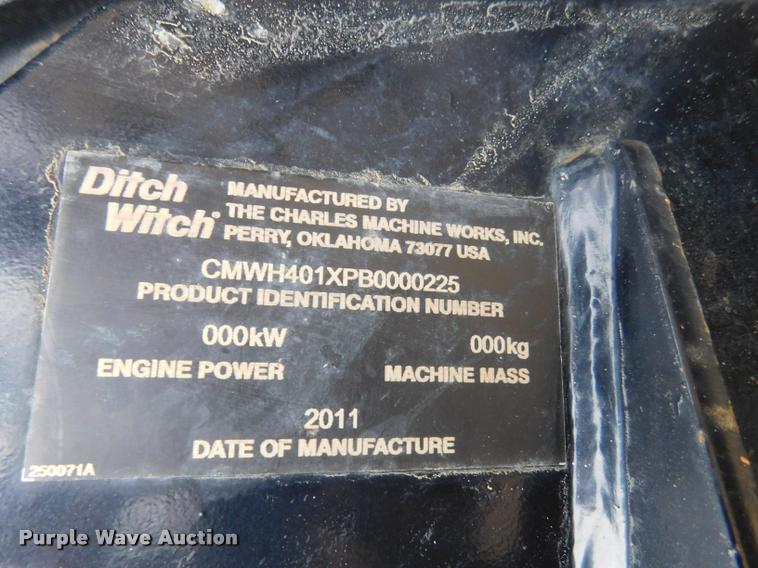 Ditch
Witch®
MANUFACTURED BY
THE CHARLES MACHINE WORKS, INC.
PERRY, OKLAHOMA 73077 USA
CMWH401XPB0000225
PRODUCT IDENTIFICATION NUMBER
000kW
000kg
ENGINE POWER
MACHINE MASS
2011
DATE OF MANUFACTURE
250071A
Purple Wave Auction